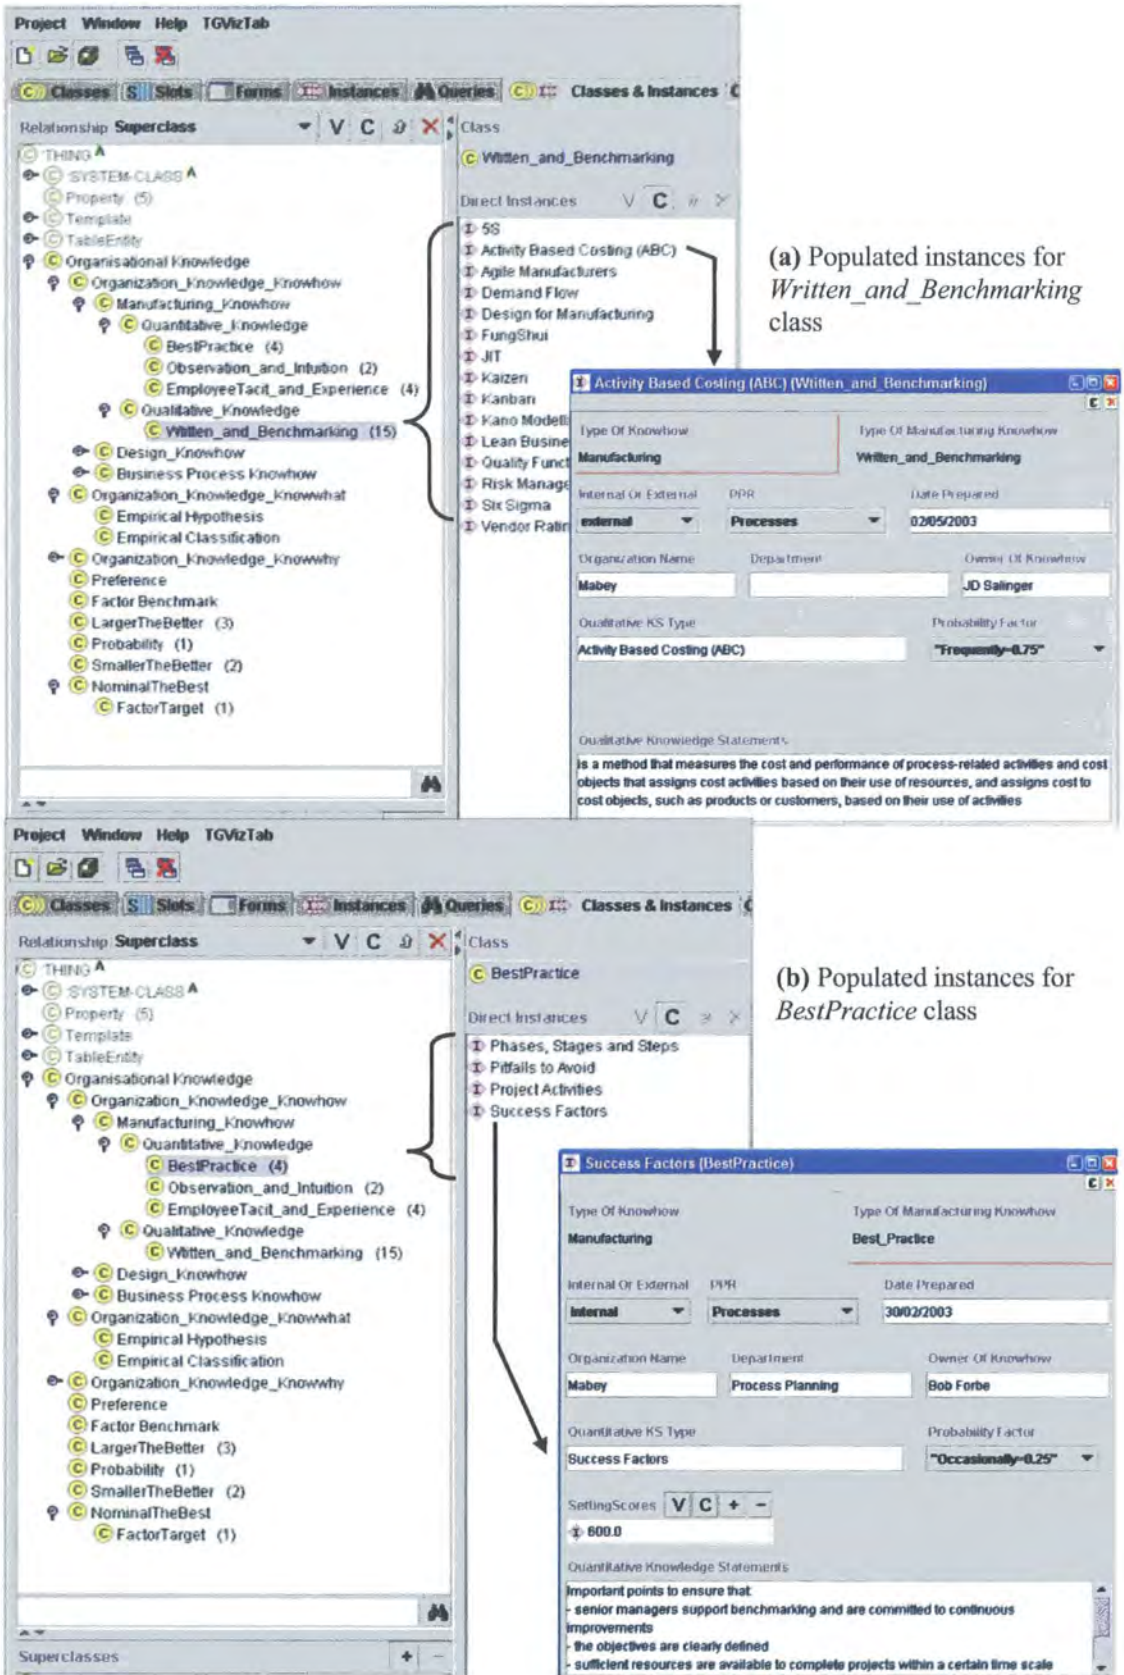 Project Window Help TGVizTab
Classes S Slots Forms Instances Queries Classes & Instances
Relationship Superclass V C
THING A
SYSTEM-CLASS A
Property (5)
Template
TableEntity
Organisational Knowledge
Organization_Knowledge_Knowhow
Manufacturing_Knowhow
Quantitative_Knowledge
BestPractice (4)
Observation_and_Intuition (2)
EmployeeTacit_and_Experience (4)
Qualitative_Knowledge
Wtitten_and_Benchmarking (15)
Design_Knowhow
Business Process Knowhow
Organization_Knowledge_Knowwhat
Empirical Hypothesis
Empirical Classification
Organization_Knowledge_Knowwhy
Preference
Factor Benchmark
LargerTheBetter (3)
Probability (1)
SmallerTheBetter (2)
NominalTheBest
FactorTarget (1)
Class
Wtitten_and_Benchmarking
Direct Instances V C
5S
Activity Based Costing (ABC)
Agile Manufacturers
Demand Flow
Design for Manufacturing
FungShui
JIT
Kaizen
Kanban
Kano Modelli
Lean Busine
Quality Funct
Risk Manage
Six Sigma
Vendor Ratin
(a) Populated instances for
Written_and_Benchmarking
class
Activity Based Costing (ABC) (Wtitten_and_Benchmarking)
Type Of Knowhow Type Of Manufacturing Knowhow
Manufacturing Written_and_Benchmarking
Internal Or External PPR Date Prepared
external Processes 02/05/2003
Organization Name Department Owner Of Knowhow
Mabey JD Salinger
Qualitative KS Type Probability Factor
Activity Based Costing (ABC) "Frequently=0.75"
Qualitative Knowledge Statements
is a method that measures the cost and performance of process-related activities and cost
objects that assigns cost activities based on their use of resources, and assigns cost to
cost objects, such as products or customers, based on their use of activities
Project Window Help TGVizTab
Classes S Slots Forms Instances Queries Classes & Instances
Relationship Superclass V C
THING A
SYSTEM-CLASS A
Property (5)
Template
TableEntity
Organisational Knowledge
Organization_Knowledge_Knowhow
Manufacturing_Knowhow
Quantitative_Knowledge
BestPractice (4)
Observation_and_Intuition (2)
EmployeeTacit_and_Experience (4)
Qualitative_Knowledge
Wtitten_and_Benchmarking (15)
Design_Knowhow
Business Process Knowhow
Organization_Knowledge_Knowwhat
Empirical Hypothesis
Empirical Classification
Organization_Knowledge_Knowwhy
Preference
Factor Benchmark
LargerTheBetter (3)
Probability (1)
SmallerTheBetter (2)
NominalTheBest
FactorTarget (1)
Superclasses + -
Class
BestPractice
Direct Instances V C
Phases, Stages and Steps
Pitfalls to Avoid
Project Activities
Success Factors
(b) Populated instances for
BestPractice class
Success Factors (BestPractice)
Type Of Knowhow Type Of Manufacturing Knowhow
Manufacturing Best_Practice
Internal Or External PPR Date Prepared
Internal Processes 30/02/2003
Organization Name Department Owner Of Knowhow
Mabey Process Planning Bob Forbe
Quantitative KS Type Probability Factor
Success Factors "Occasionally=0.25"
SettingScores V C + -
600.0
Quantitative Knowledge Statements
Important points to ensure that
- senior managers support benchmarking and are committed to continuous
improvements
- the objectives are clearly defined
- sufficient resources are available to complete projects within a certain time scale